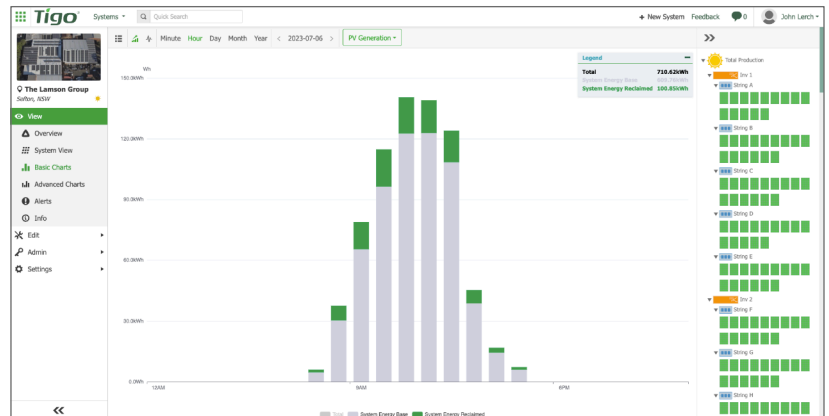 Tigo
Systems
Quick Search
+ New System
Feedback
0
John Lerch
Minute Hour Day Month Year
< 2023-07-06 >
PV Generation
>>
The Lamson Group
Sefton, NSW
View
Overview
System View
Basic Charts
Advanced Charts
Alerts
Info
Edit
Admin
Settings
<<
Wh
120.0kWh
90.0kWh
60.0kWh
30.0kWh
0.0Wh
12AM
9AM
6PM
Legend
Total 710.62kWh
System Energy Base
System Energy Reclaimed 100.85kWh
Total System Energy Base System Energy Reclaimed
Total Production
Inv 1
String A
String B
String C
String D
String E
Inv 2
String F
String G
String H